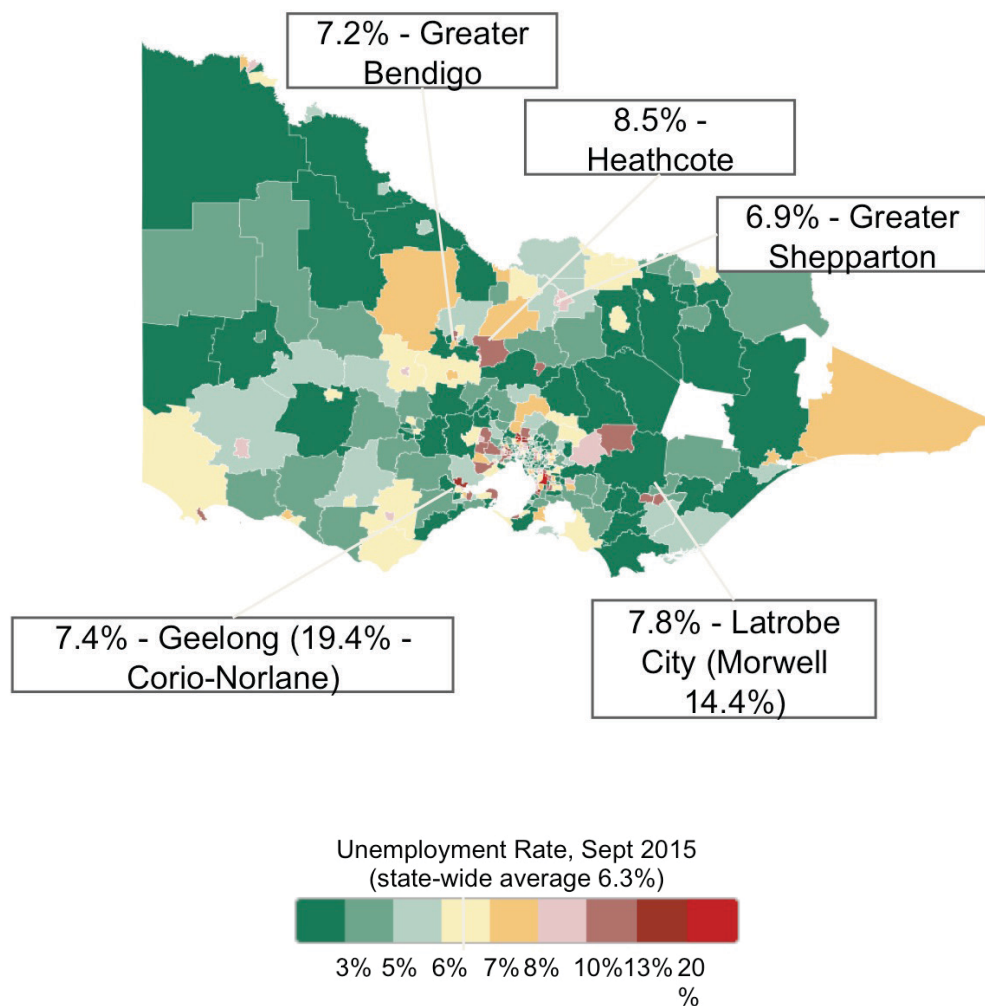 7.2% - Greater
Bendigo
8.5% -
Heathcote
6.9% - Greater
Shepparton
7.4% - Geelong (19.4% -
Corio-Norlane)
7.8% - Latrobe
City (Morwell
14.4%)
Unemployment Rate, Sept 2015
(state-wide average 6.3%)
3% 5% 6% 7% 8% 10% 13% 20
%